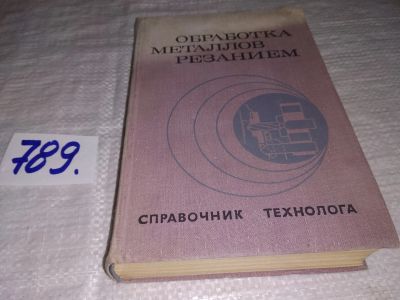 ОБРАБОТКА
МЕТАЛЛОВ
РЕЗАНИЕМ
789.
СПРАВОЧНИК ТЕХНОЛОГА